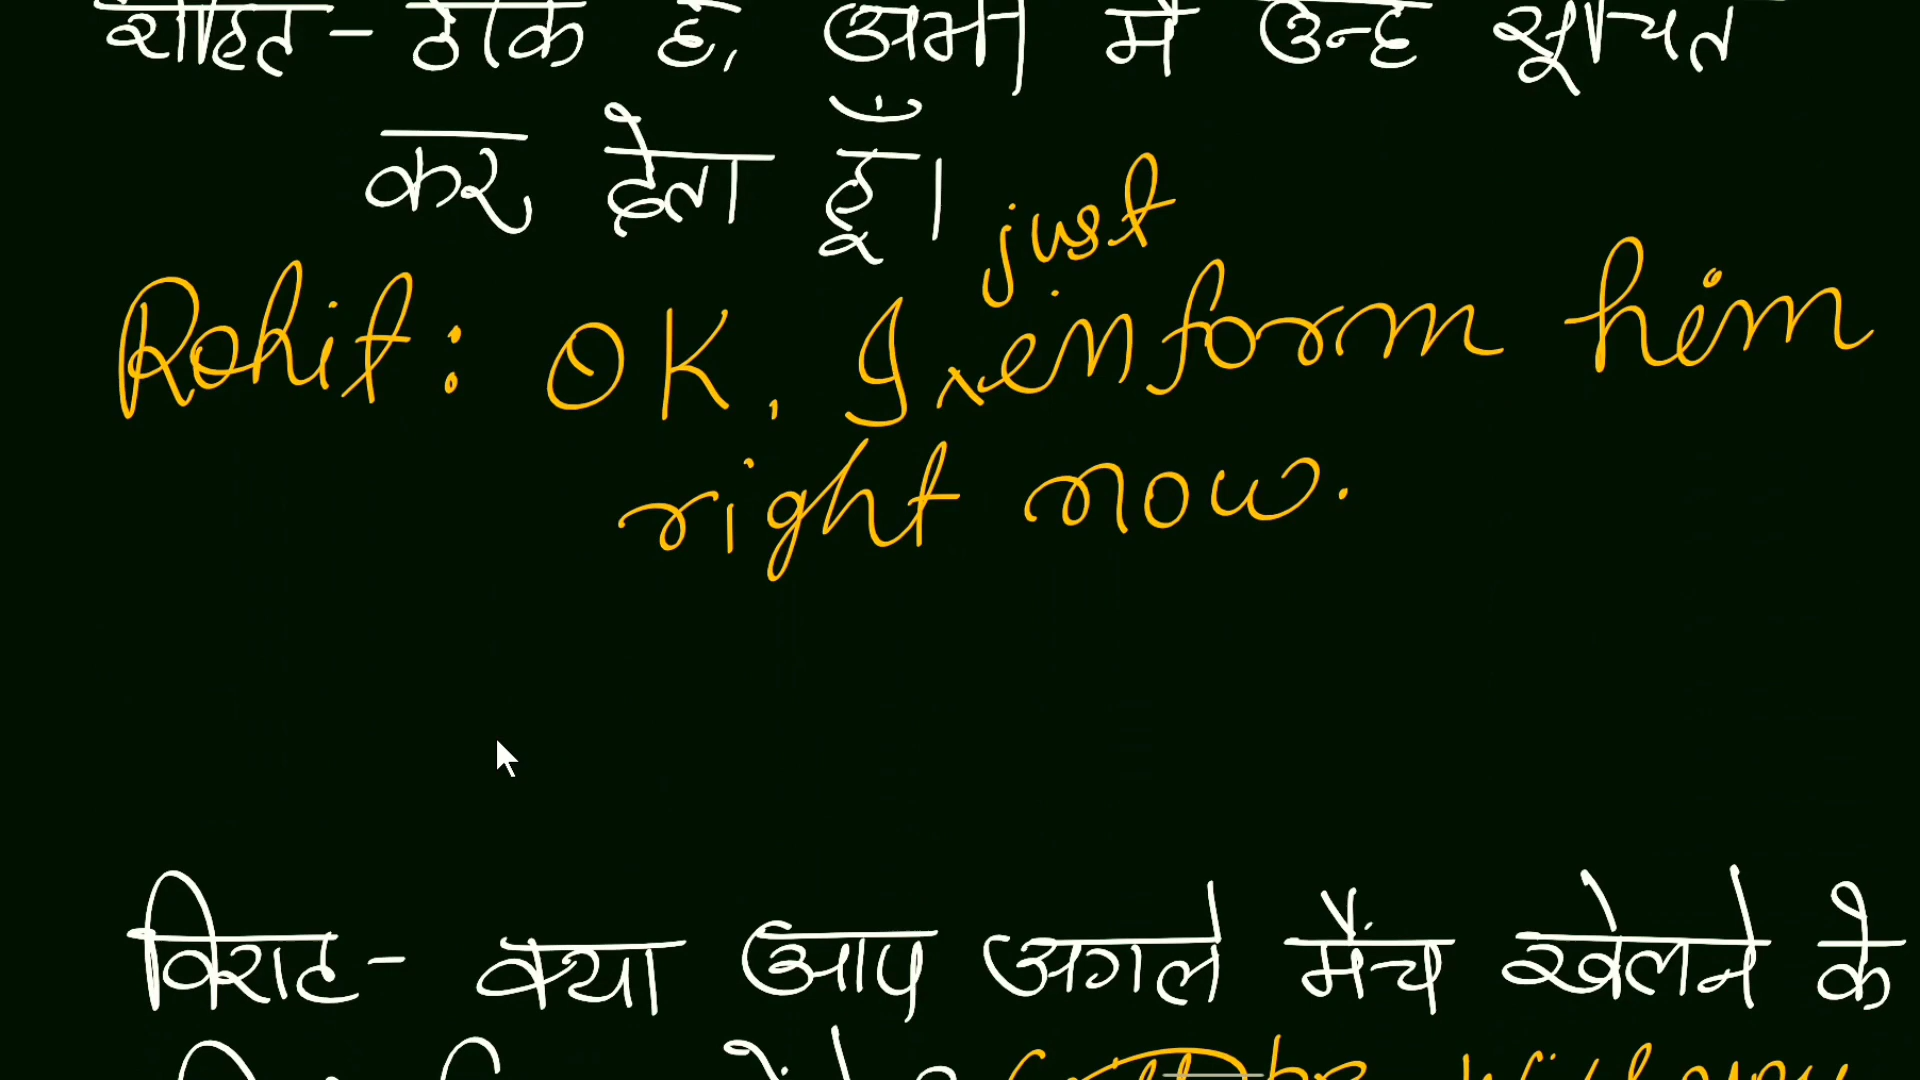 रोहित - ठीक है, अभी मैं उन्हें सूचित
कर देता हूँ।
just
Rohit: OK, I inform him
right now.
विराट - क्या आप अगले मैच खेलने के